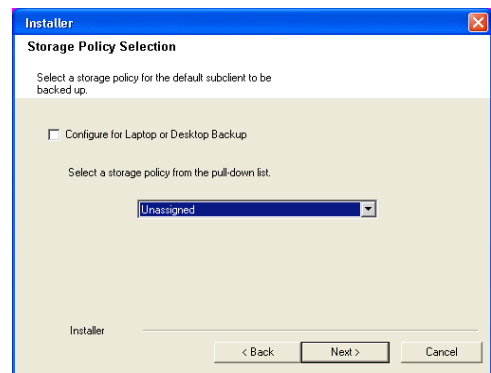 Installer
Storage Policy Selection
Select a storage policy for the default subclient to be
backed up.
Configure for Laptop or Desktop Backup
Select a storage policy from the pull-down list.
Unassigned
Installer
< Back
Next >
Cancel